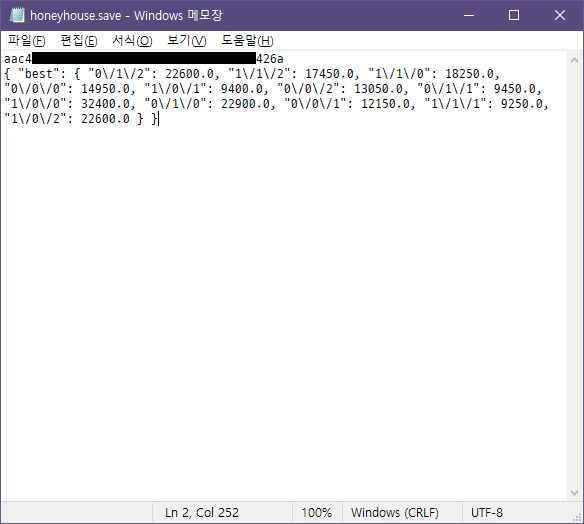 honeyhouse.save - Windows 메모장
파일(F) 편집(E) 서식(O) 보기(V) 도움말(H)
aac4 426a
{ "best": { "0\/1\/2": 22600.0, "1\/1\/2": 17450.0, "1\/1\/0": 18250.0,
"0\/0\/0": 14950.0, "1\/0\/1": 9400.0, "0\/0\/2": 13050.0, "0\/1\/1": 9450.0,
"1\/0\/0": 32400.0, "0\/1\/0": 22900.0, "0\/0\/1": 12150.0, "1\/1\/1": 9250.0,
"1\/0\/2": 22600.0 } }
Ln 2, Col 252 100% Windows (CRLF) UTF-8